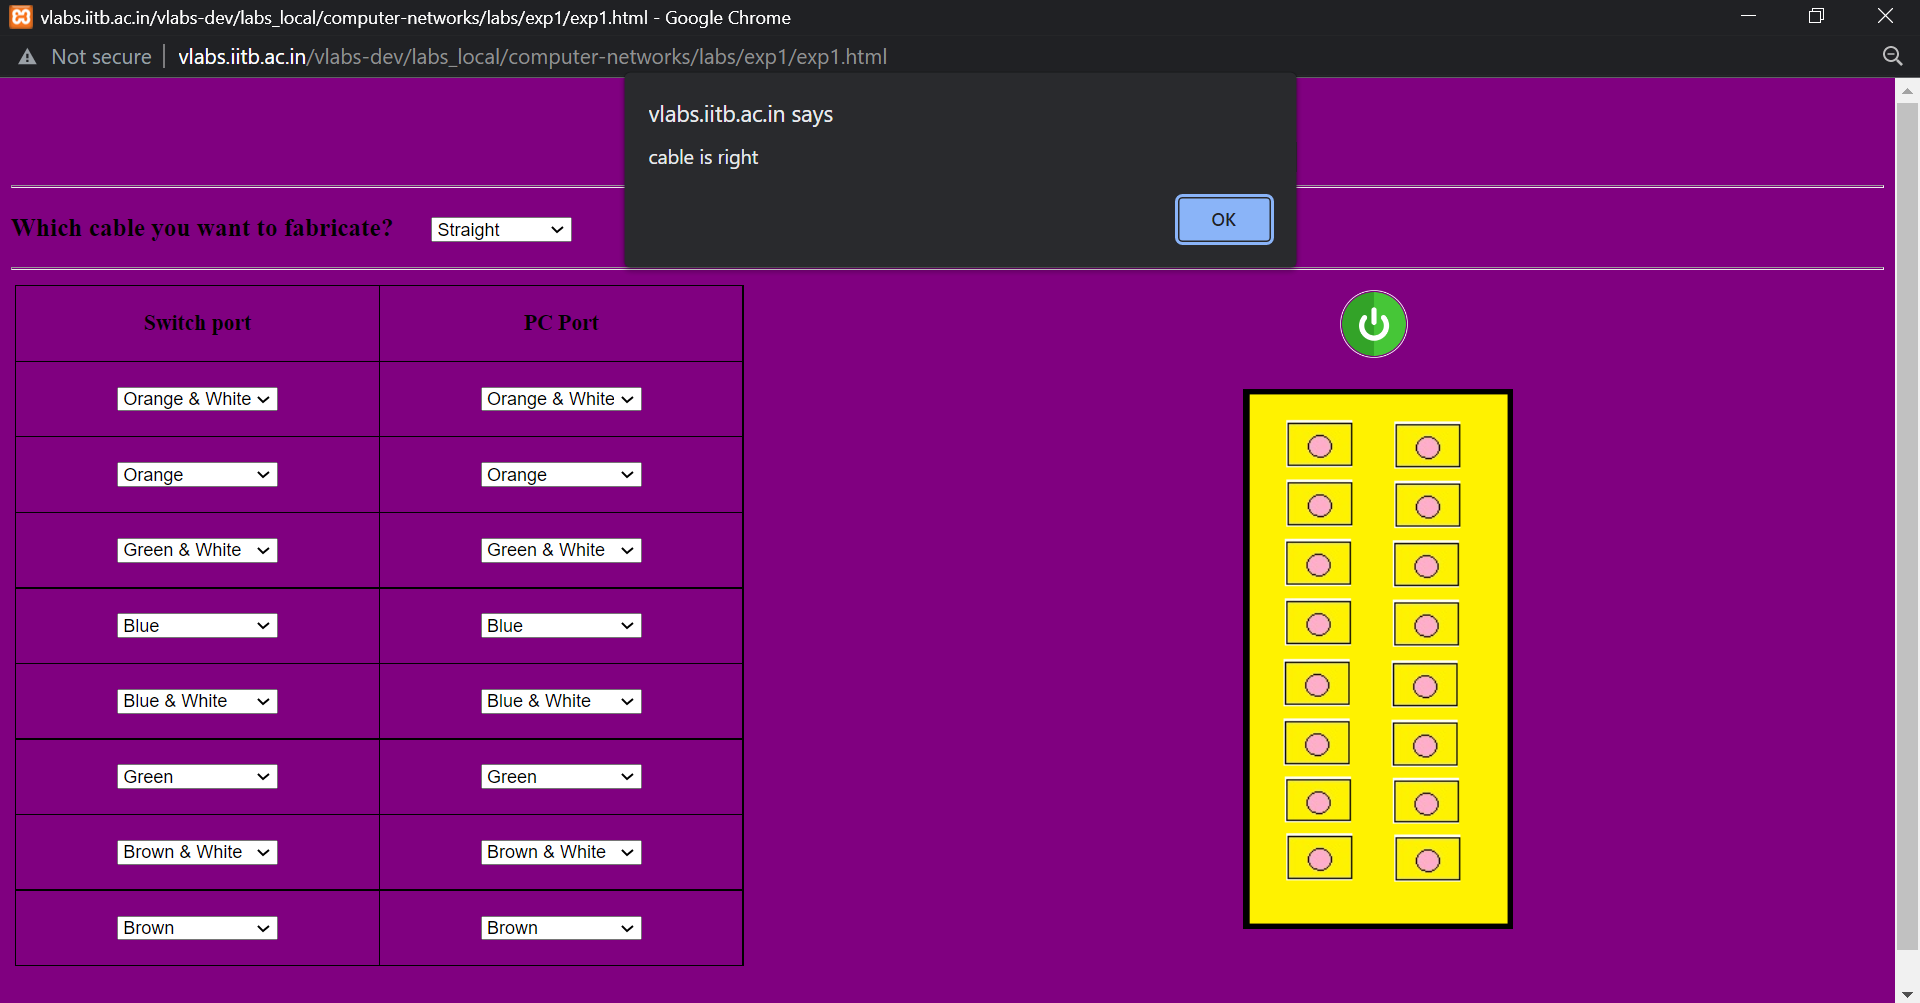 vlabs.iitb.ac.in/vlabs-dev/labs_local/computer-networks/labs/exp1/exp1.html - Google Chrome
Not secure vlabs.iitb.ac.in/vlabs-dev/labs_local/computer-networks/labs/exp1/exp1.html
vlabs.iitb.ac.in says
cable is right
OK
Which cable you want to fabricate? Straight
Switch port PC Port
Orange & White Orange & White
Orange Orange
Green & White Green & White
Blue Blue
Blue & White Blue & White
Green Green
Brown & White Brown & White
Brown Brown